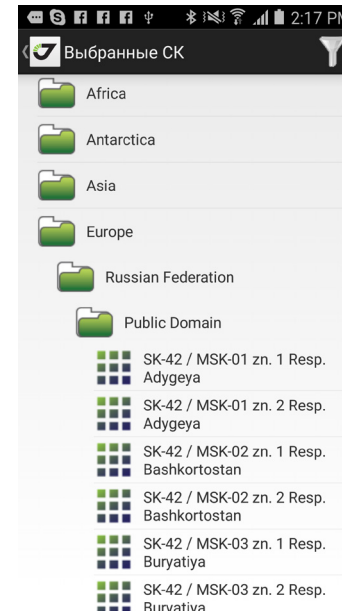 2:17 PM
Выбранные СК
Africa
Antarctica
Asia
Europe
Russian Federation
Public Domain
SK-42 / MSK-01 zn. 1 Resp.
Adygeya
SK-42 / MSK-01 zn. 2 Resp.
Adygeya
SK-42 / MSK-02 zn. 1 Resp.
Bashkortostan
SK-42 / MSK-02 zn. 2 Resp.
Bashkortostan
SK-42 / MSK-03 zn. 1 Resp.
Buryatiya
SK-42 / MSK-03 zn. 2 Resp.
Buryatiya